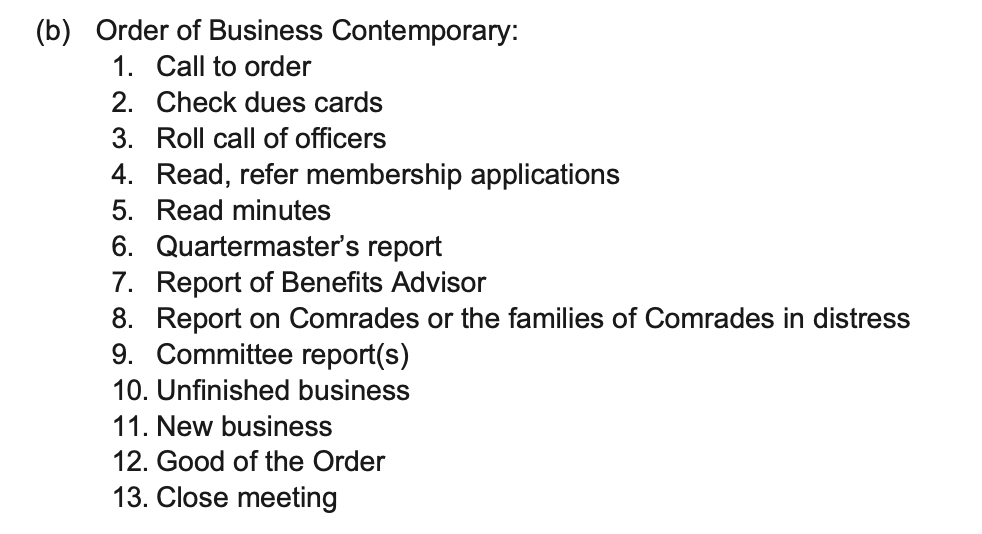 (b) Order of Business Contemporary:
1. Call to order
2. Check dues cards
3. Roll call of officers
4. Read, refer membership applications
5. Read minutes
6. Quartermaster’s report
7. Report of Benefits Advisor
8. Report on Comrades or the families of Comrades in distress
9. Committee report(s)
10. Unfinished business
11. New business
12. Good of the Order
13. Close meeting